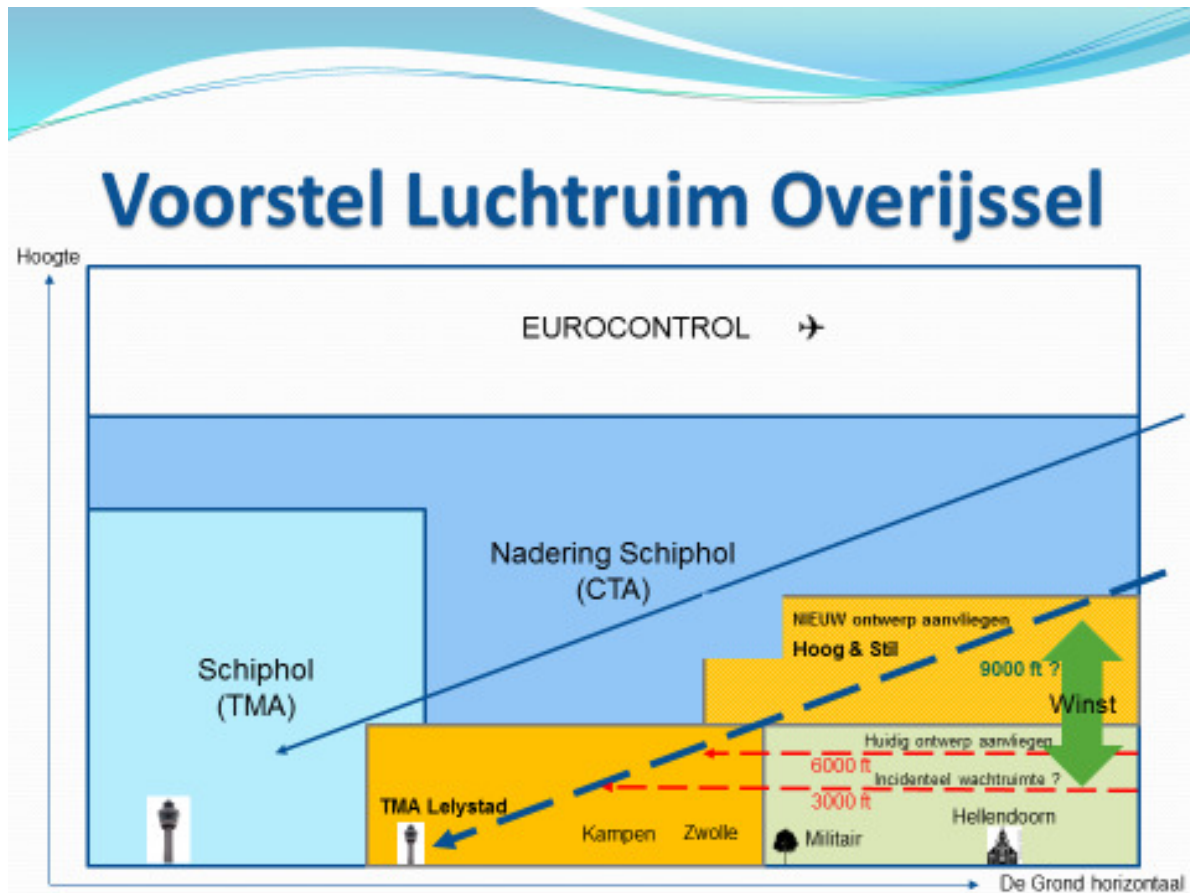 Voorstel Luchtruim Overijssel
Hoogte
EUROCONTROL
Nadering Schiphol
(CTA)
NIEUW ontwerp aanvliegen
Hoog & Stil
9000 ft ?
Winst
Schiphol
(TMA)
Huidig ontwerp aanvliegen
6000 ft
Incidenteel wachtruimte ?
3000 ft
TMA Lelystad
Kampen
Zwolle
Militair
Hellendoorn
De Grond horizontaal